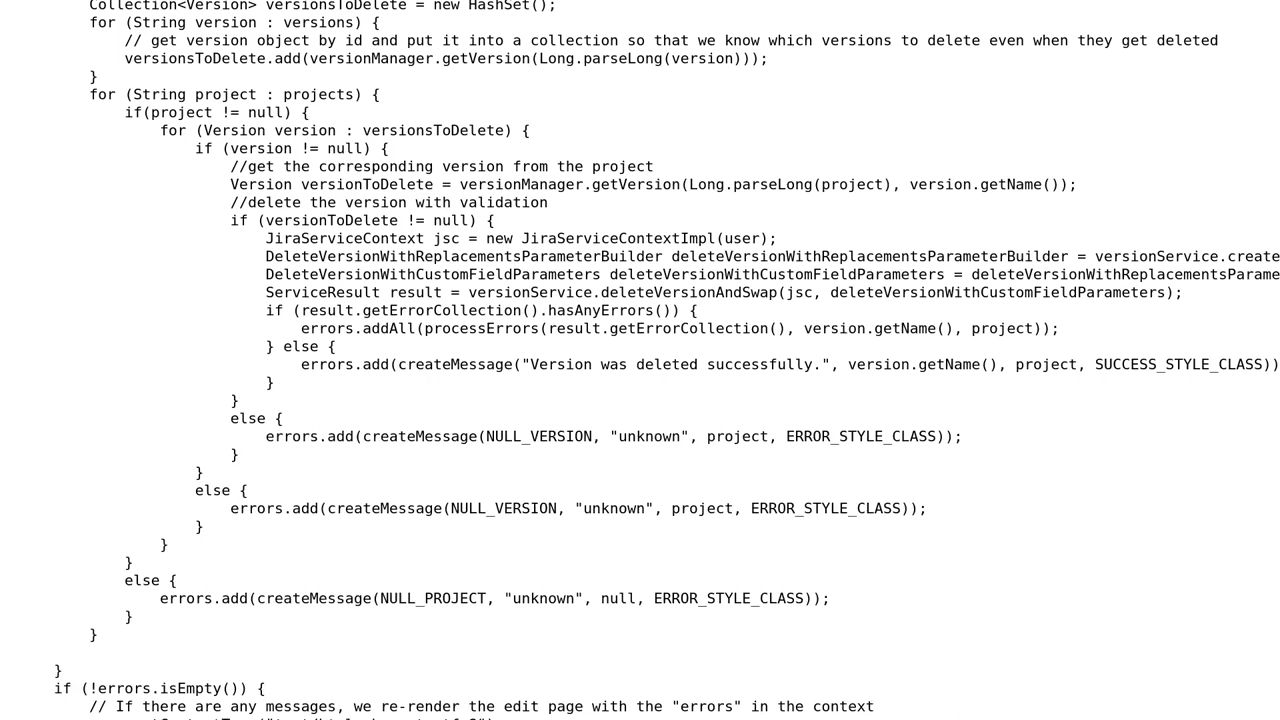 Collection<Version> versionsToDelete = new HashSet();
for (String version : versions) {
// get version object by id and put it into a collection so that we know which versions to delete even when they get deleted
versionsToDelete.add(versionManager.getVersion(Long.parseLong(version)));
}
for (String project : projects) {
if(project != null) {
for (Version version : versionsToDelete) {
if (version != null) {
//get the corresponding version from the project
Version versionToDelete = versionManager.getVersion(Long.parseLong(project), version.getName());
//delete the version with validation
if (versionToDelete != null) {
JiraServiceContext jsc = new JiraServiceContextImpl(user);
DeleteVersionWithReplacementsParameterBuilder deleteVersionWithReplacementsParameterBuilder = versionService.create
DeleteVersionWithCustomFieldParameters deleteVersionWithCustomFieldParameters = deleteVersionWithReplacementsParame
ServiceResult result = versionService.deleteVersionAndSwap(jsc, deleteVersionWithCustomFieldParameters);
if (result.getErrorCollection().hasAnyErrors()) {
errors.addAll(processErrors(result.getErrorCollection(), version.getName(), project));
} else {
errors.add(createMessage("Version was deleted successfully.", version.getName(), project, SUCCESS_STYLE_CLASS))
}
}
else {
errors.add(createMessage(NULL_VERSION, "unknown", project, ERROR_STYLE_CLASS));
}
}
else {
errors.add(createMessage(NULL_VERSION, "unknown", project, ERROR_STYLE_CLASS));
}
}
}
else {
errors.add(createMessage(NULL_PROJECT, "unknown", null, ERROR_STYLE_CLASS));
}
}
}
if (!errors.isEmpty()) {
// If there are any messages, we re-render the edit page with the "errors" in the context